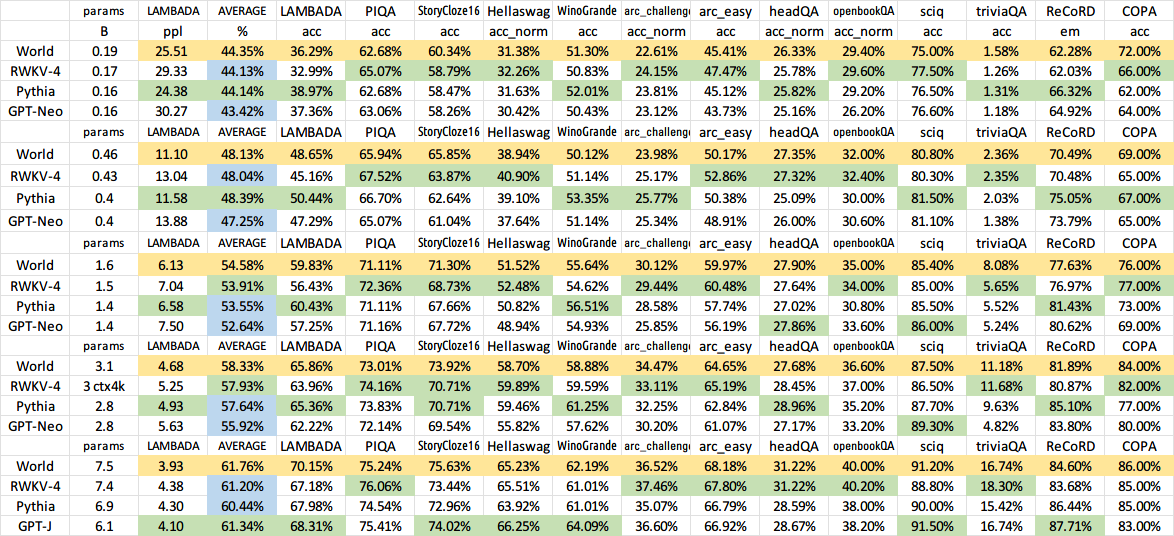 params LAMBADA AVERAGE LAMBADA PIQA StoryCloze16 Hellaswag WinoGrande arc_challenge arc_easy headQA openbookQA sciq triviaQA ReCoRD COPA
B ppl % acc acc acc acc_norm acc acc_norm acc acc_norm acc_norm acc acc em acc
World 0.19 25.51 44.35% 36.29% 62.68% 60.34% 31.38% 51.30% 22.61% 45.41% 26.33% 29.40% 75.00% 1.58% 62.28% 72.00%
RWKV-4 0.17 29.33 44.13% 32.99% 65.07% 58.79% 32.26% 50.83% 24.15% 47.47% 25.78% 29.60% 77.50% 1.26% 62.03% 66.00%
Pythia 0.16 24.38 44.14% 38.97% 62.68% 58.47% 31.63% 52.01% 23.81% 45.12% 25.82% 29.20% 76.50% 1.31% 66.32% 62.00%
GPT-Neo 0.16 30.27 43.42% 37.36% 63.06% 58.26% 30.42% 50.43% 23.12% 43.73% 25.16% 26.20% 76.60% 1.18% 64.92% 64.00%
params LAMBADA AVERAGE LAMBADA PIQA StoryCloze16 Hellaswag WinoGrande arc_challenge arc_easy headQA openbookQA sciq triviaQA ReCoRD COPA
World 0.46 11.10 48.13% 48.65% 65.94% 65.85% 38.94% 50.12% 23.98% 50.17% 27.35% 32.00% 80.80% 2.36% 70.49% 69.00%
RWKV-4 0.43 13.04 48.04% 45.16% 67.52% 63.87% 40.90% 51.14% 25.17% 52.86% 27.32% 32.40% 80.30% 2.35% 70.48% 65.00%
Pythia 0.4 11.58 48.39% 50.44% 66.70% 62.64% 39.10% 53.35% 25.77% 50.38% 25.09% 30.00% 81.50% 2.03% 75.05% 67.00%
GPT-Neo 0.4 13.88 47.25% 47.29% 65.07% 61.04% 37.64% 51.14% 25.34% 48.91% 26.00% 30.60% 81.10% 1.38% 73.79% 65.00%
params LAMBADA AVERAGE LAMBADA PIQA StoryCloze16 Hellaswag WinoGrande arc_challenge arc_easy headQA openbookQA sciq triviaQA ReCoRD COPA
World 1.6 6.13 54.58% 59.83% 71.11% 71.30% 51.52% 55.64% 30.12% 59.97% 27.90% 35.00% 85.40% 8.08% 77.63% 76.00%
RWKV-4 1.5 7.04 53.91% 56.43% 72.36% 68.73% 52.48% 54.62% 29.44% 60.48% 27.64% 34.00% 85.00% 5.65% 76.97% 77.00%
Pythia 1.4 6.58 53.55% 60.43% 71.11% 67.66% 50.82% 56.51% 28.58% 57.74% 27.02% 30.80% 85.50% 5.52% 81.43% 73.00%
GPT-Neo 1.4 7.50 52.64% 57.25% 71.16% 67.72% 48.94% 54.93% 25.85% 56.19% 27.86% 33.60% 86.00% 5.24% 80.62% 69.00%
params LAMBADA AVERAGE LAMBADA PIQA StoryCloze16 Hellaswag WinoGrande arc_challenge arc_easy headQA openbookQA sciq triviaQA ReCoRD COPA
World 3.1 4.68 58.33% 65.86% 73.01% 73.92% 58.70% 58.88% 34.47% 64.65% 27.68% 36.60% 87.50% 11.18% 81.89% 84.00%
RWKV-4 3 ctx4k 5.25 57.93% 63.96% 74.16% 70.71% 59.89% 59.59% 33.11% 65.19% 28.45% 37.00% 86.50% 11.68% 80.87% 82.00%
Pythia 2.8 4.93 57.64% 65.36% 73.83% 70.71% 59.46% 61.25% 32.25% 62.84% 28.96% 35.20% 87.70% 9.63% 85.10% 77.00%
GPT-Neo 2.8 5.63 55.92% 62.22% 72.14% 69.54% 55.82% 57.62% 30.20% 61.07% 27.17% 33.20% 89.30% 4.82% 83.80% 80.00%
params LAMBADA AVERAGE LAMBADA PIQA StoryCloze16 Hellaswag WinoGrande arc_challenge arc_easy headQA openbookQA sciq triviaQA ReCoRD COPA
World 7.5 3.93 61.76% 70.15% 75.24% 75.63% 65.23% 62.19% 36.52% 68.18% 31.22% 40.00% 91.20% 16.74% 84.60% 86.00%
RWKV-4 7.4 4.38 61.20% 67.18% 76.06% 73.44% 65.51% 61.01% 37.46% 67.80% 31.22% 40.20% 88.80% 18.30% 83.68% 85.00%
Pythia 6.9 4.30 60.44% 67.98% 74.54% 72.96% 63.92% 61.01% 35.07% 66.79% 28.59% 38.00% 90.00% 15.42% 86.44% 85.00%
GPT-J 6.1 4.10 61.34% 68.31% 75.41% 74.02% 66.25% 64.09% 36.60% 66.92% 28.67% 38.20% 91.50% 16.74% 87.71% 83.00%